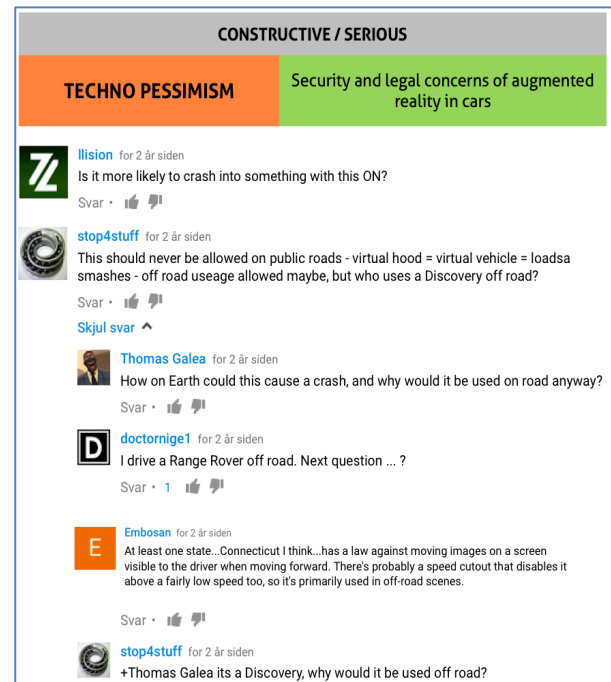 CONSTRUCTIVE / SERIOUS
TECHNO PESSIMISM
Security and legal concerns of augmented
reality in cars
llision for 2 år siden
Is it more likely to crash into something with this ON?
Svar •
stop4stuff for 2 år siden
This should never be allowed on public roads - virtual hood = virtual vehicle = loadsa
smashes - off road useage allowed maybe, but who uses a Discovery off road?
Svar •
Skjul svar
Thomas Galea for 2 år siden
How on Earth could this cause a crash, and why would it be used on road anyway?
Svar •
D
doctornige1 for 2 år siden
I drive a Range Rover off road. Next question ... ?
Svar • 1
E
Embosan for 2 år siden
At least one state...Connecticut I think...has a law against moving images on a screen
visible to the driver when moving forward. There's probably a speed cutout that disables it
above a fairly low speed too, so it's primarily used in off-road scenes.
Svar •
stop4stuff for 2 år siden
+Thomas Galea its a Discovery, why would it be used off road?